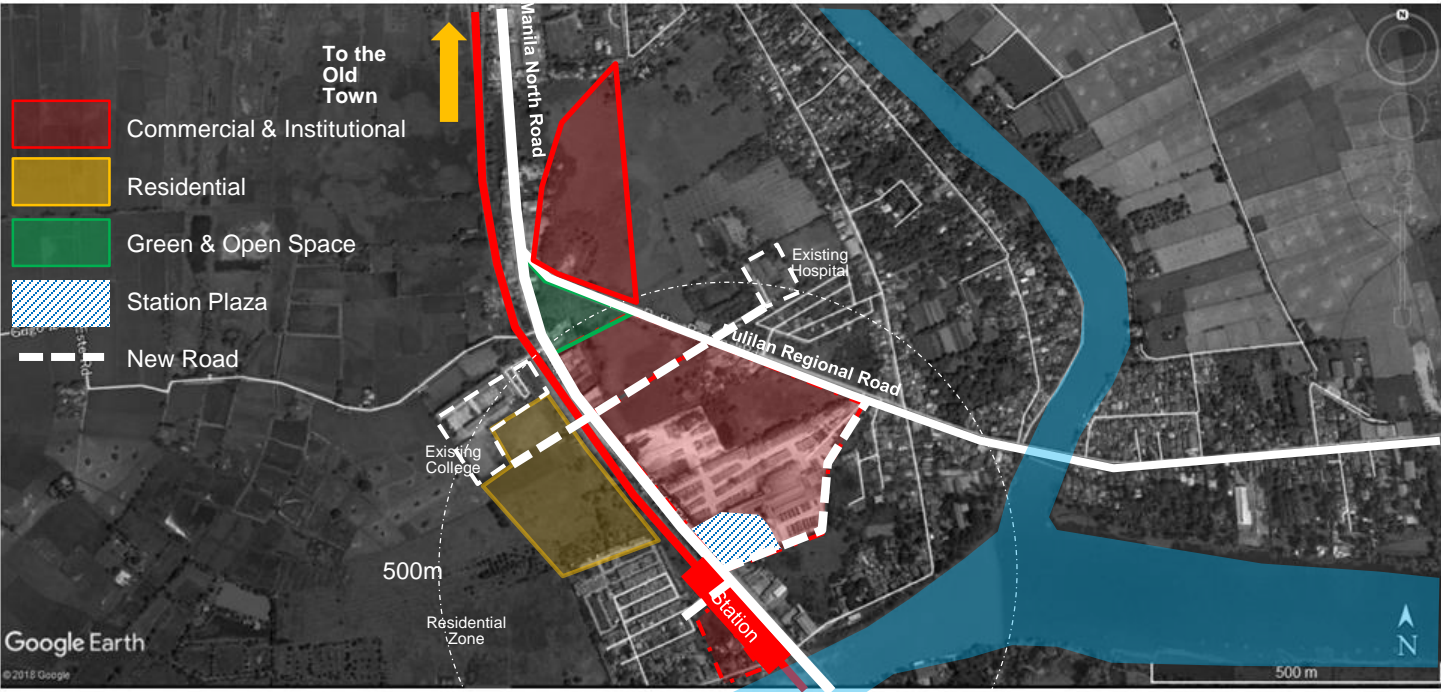 To the
Old
Town
Manila North Road
N
Commercial & Institutional
Residential
Green & Open Space
Station Plaza
New Road
Existing
Hospital
ulilan Regional Road
Existing
College
500m
Residential
Zone
Station
Google Earth
©2018 Google
N
500 m